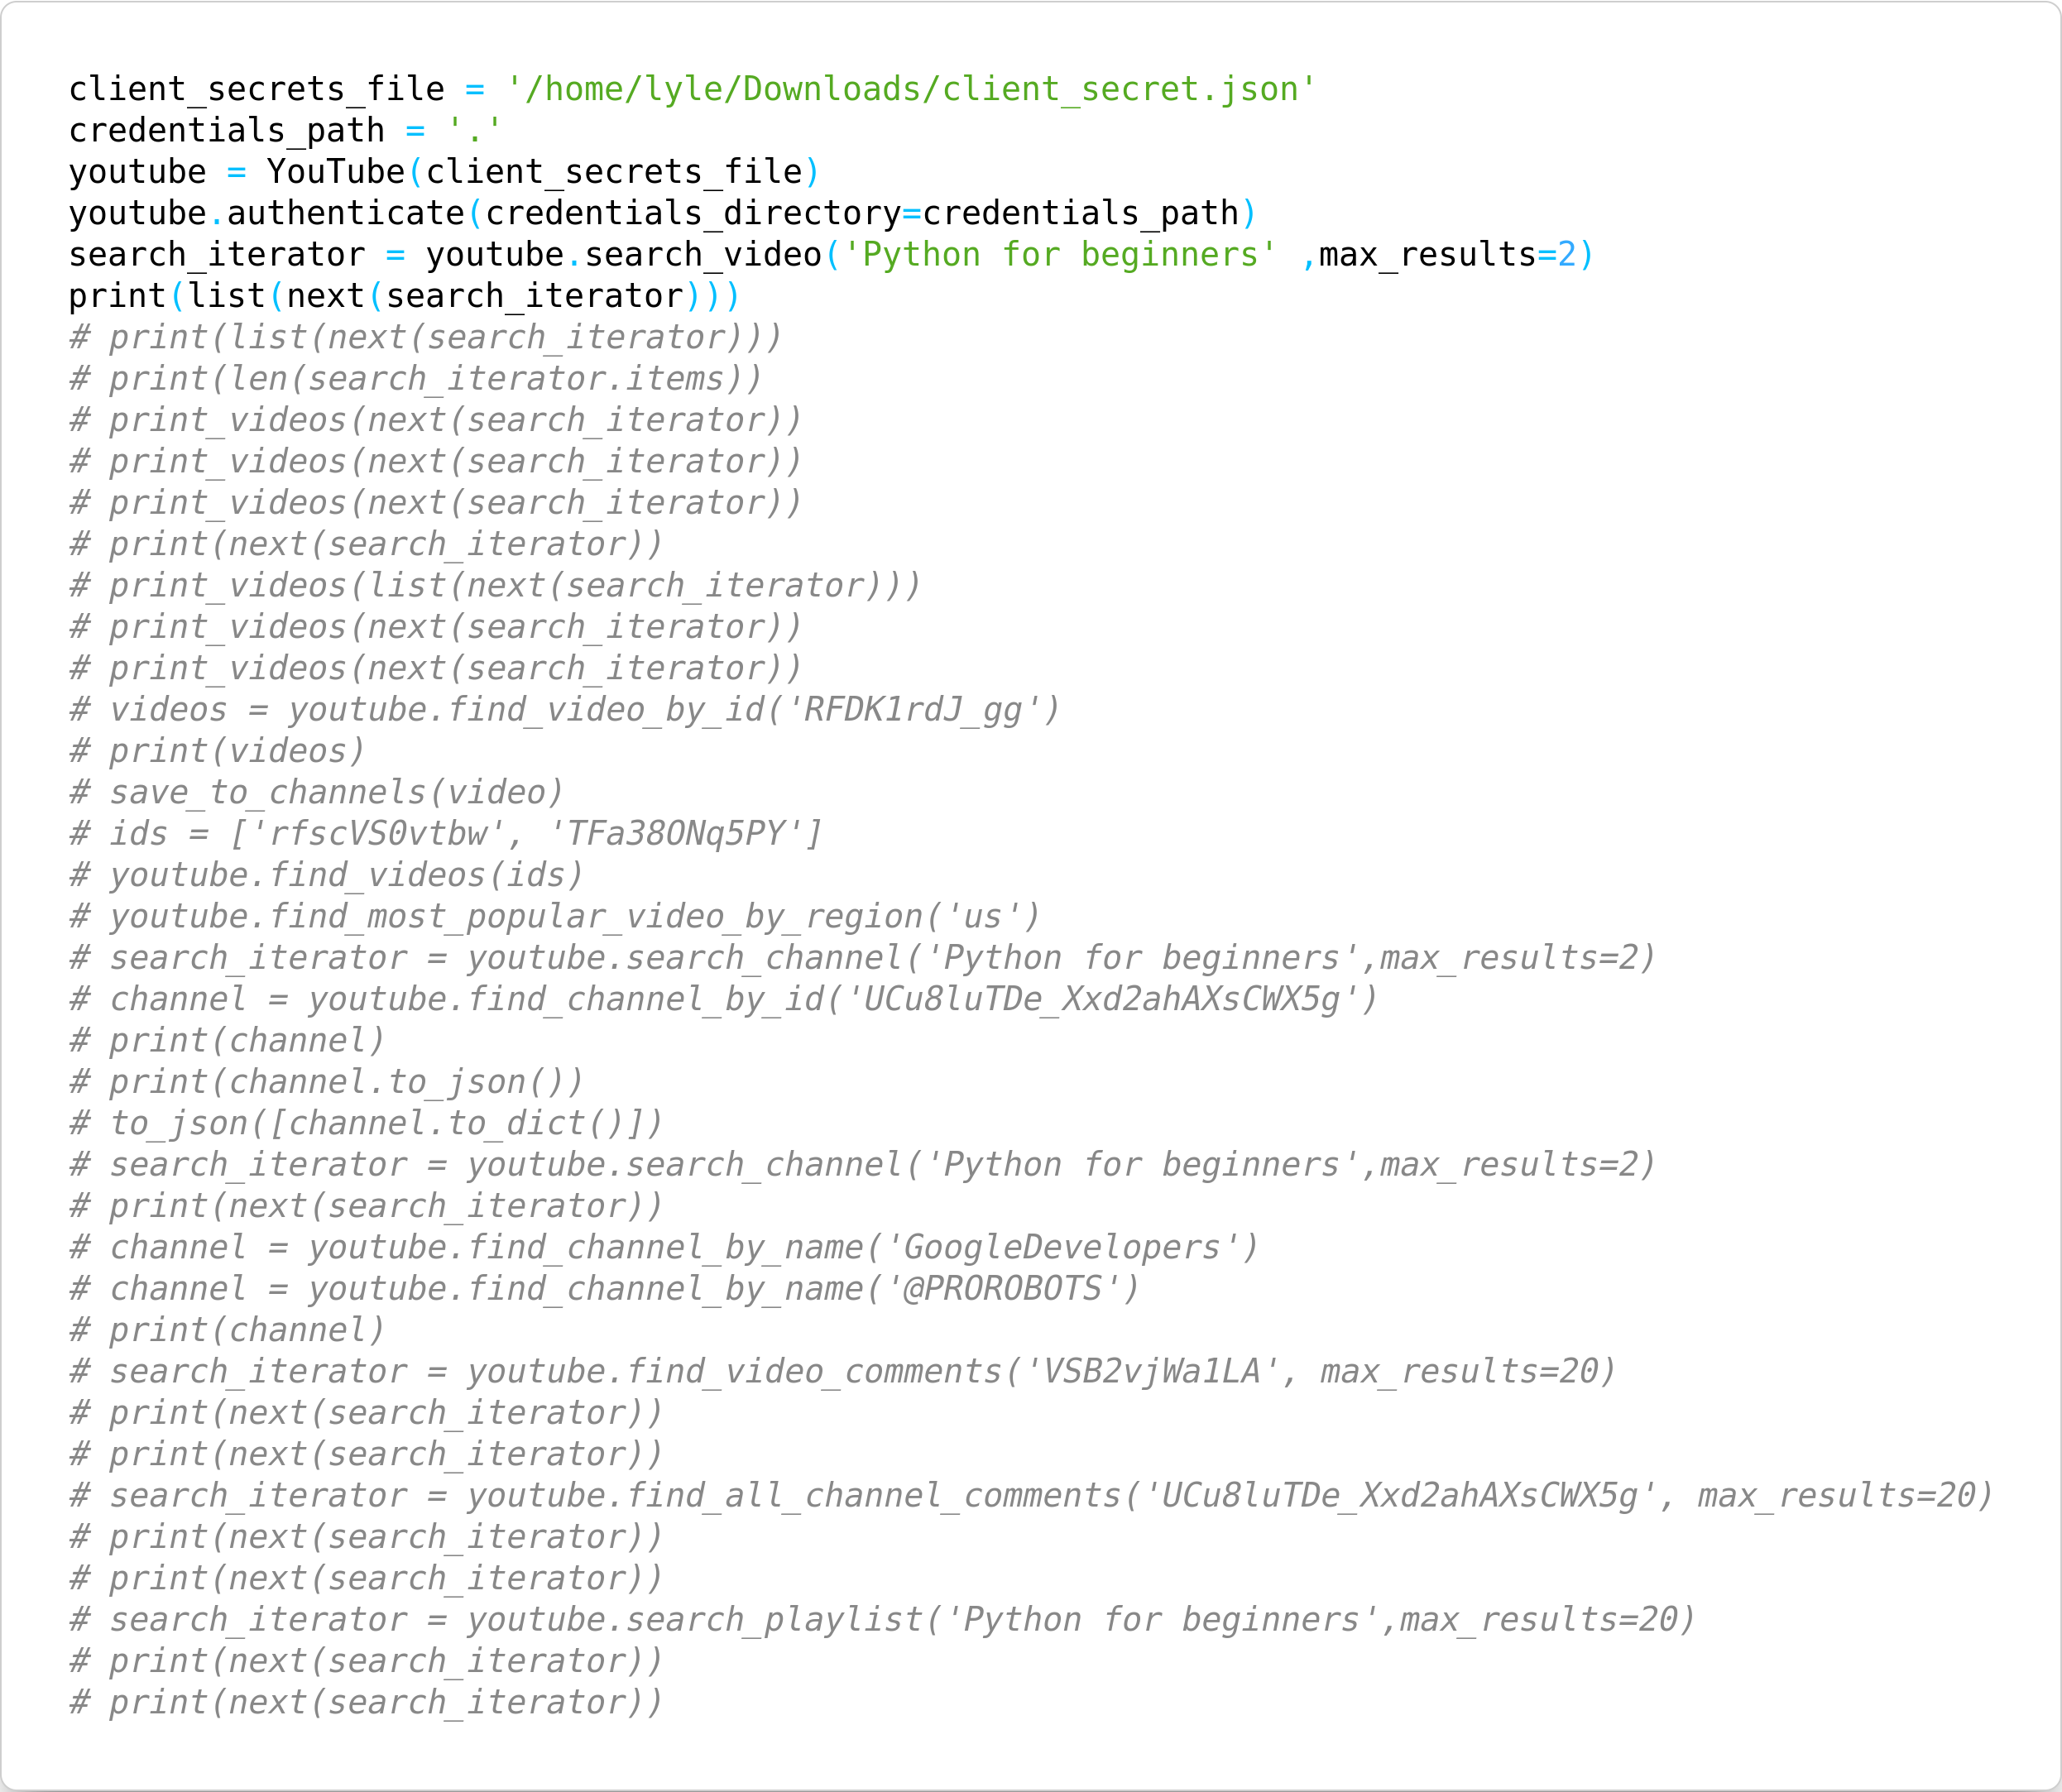 client_secrets_file = '/home/lyle/Downloads/client_secret.json'
credentials_path = '.'
youtube = YouTube(client_secrets_file)
youtube.authenticate(credentials_directory=credentials_path)
search_iterator = youtube.search_video('Python for beginners' ,max_results=2)
print(list(next(search_iterator)))
# print(list(next(search_iterator)))
# print(len(search_iterator.items))
# print_videos(next(search_iterator))
# print_videos(next(search_iterator))
# print_videos(next(search_iterator))
# print(next(search_iterator))
# print_videos(list(next(search_iterator)))
# print_videos(next(search_iterator))
# print_videos(next(search_iterator))
# videos = youtube.find_video_by_id('RFDK1rdJ_gg')
# print(videos)
# save_to_channels(video)
# ids = ['rfscVS0vtbw', 'TFa38ONq5PY']
# youtube.find_videos(ids)
# youtube.find_most_popular_video_by_region('us')
# search_iterator = youtube.search_channel('Python for beginners',max_results=2)
# channel = youtube.find_channel_by_id('UCu8luTDe_Xxd2ahAXsCWX5g')
# print(channel)
# print(channel.to_json())
# to_json([channel.to_dict()])
# search_iterator = youtube.search_channel('Python for beginners',max_results=2)
# print(next(search_iterator))
# channel = youtube.find_channel_by_name('GoogleDevelopers')
# channel = youtube.find_channel_by_name('@PROROBOTS')
# print(channel)
# search_iterator = youtube.find_video_comments('VSB2vjWa1LA', max_results=20)
# print(next(search_iterator))
# print(next(search_iterator))
# search_iterator = youtube.find_all_channel_comments('UCu8luTDe_Xxd2ahAXsCWX5g', max_results=20)
# print(next(search_iterator))
# print(next(search_iterator))
# search_iterator = youtube.search_playlist('Python for beginners',max_results=20)
# print(next(search_iterator))
# print(next(search_iterator))